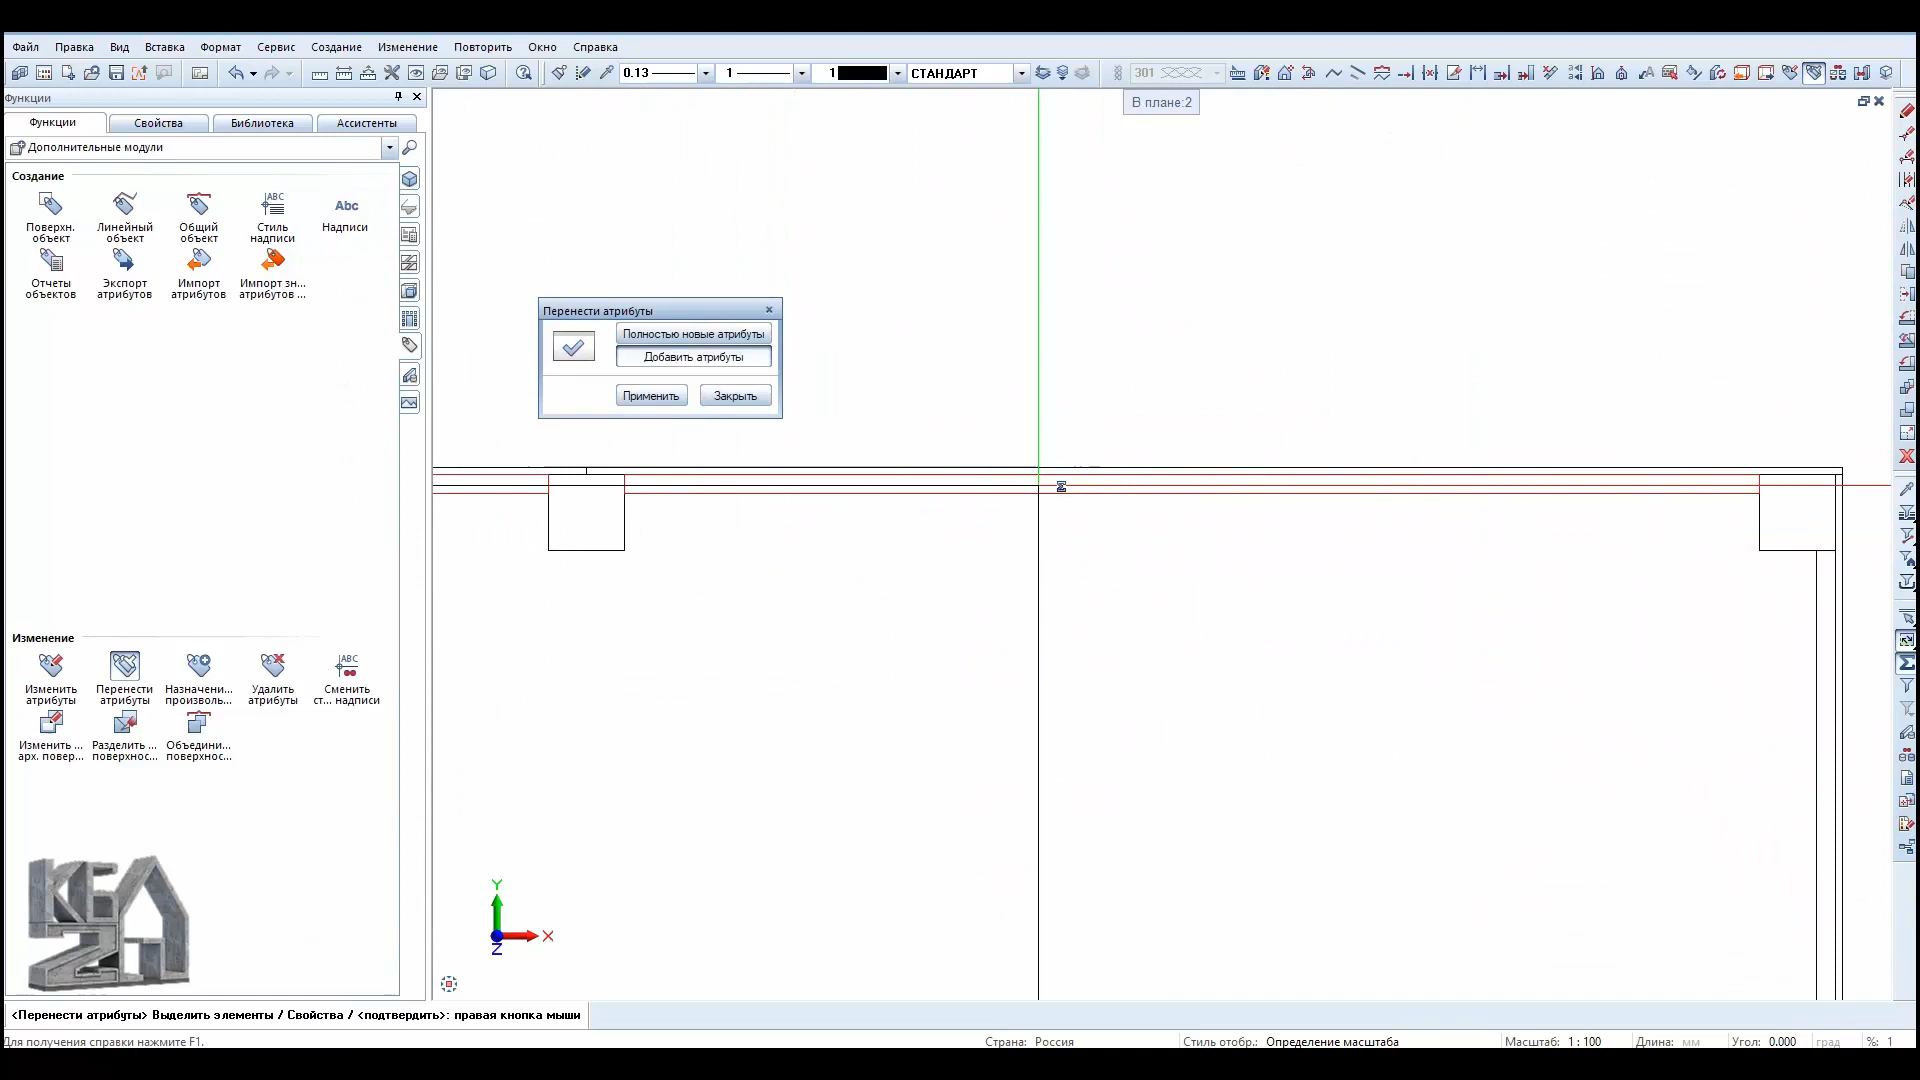 Файл Правка Вид Вставка Формат Сервис Создание Изменение Повторить Окно Справка
0.13 1 1 СТАНДАРТ 301
Функции
В плане:2
Функции Свойства Библиотека Ассистенты
Дополнительные модули
Создание
ABC
Abc
Поверхн. объект
Линейный объект
Общий объект
Стиль надписи
Надписи
Отчеты объектов
Экспорт атрибутов
Импорт атрибутов
Импорт зн... атрибутов ...
Перенести атрибуты
Полностью новые атрибуты
Добавить атрибуты
Применить Закрыть
Изменение
ABC
Изменить атрибуты
Перенести атрибуты
Назначени... произволь...
Удалить атрибуты
Сменить ст... надписи
Изменить ... арх. повер...
Разделить ... поверхнос...
Объедини... поверхнос...
КБА
Y
X
Z
<Перенести атрибуты> Выделить элементы / Свойства / <подтвердить>: правая кнопка мыши
Для получения справки нажмите F1. Страна: Россия Стиль отобр.: Определение масштаба Масштаб: 1 : 100 Длина: мм Угол: 0.000 град %: 1